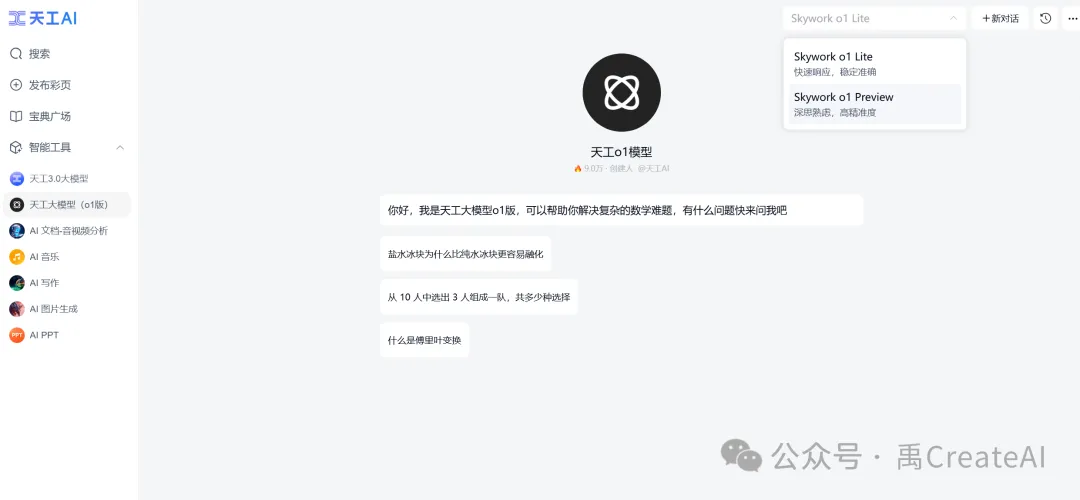 天工AI
搜索
发布彩页
宝典广场
智能工具
天工3.0大模型
天工大模型（o1版）
AI 文档-音视频分析
AI 音乐
AI 写作
AI 图片生成
PPT
AI PPT
Skywork o1 Lite
+新对话
Skywork o1 Lite
快速响应，稳定准确
Skywork o1 Preview
深思熟虑，高精准度
天工o1模型
9.0万 · 创建人 @天工AI
你好，我是天工大模型o1版，可以帮助你解决复杂的数学难题，有什么问题快来问我吧
盐水冰块为什么比纯水冰块更容易融化
从 10 人中选出 3 人组成一队，共多少种选择
什么是傅里叶变换
公众号 · 禹CreateAI